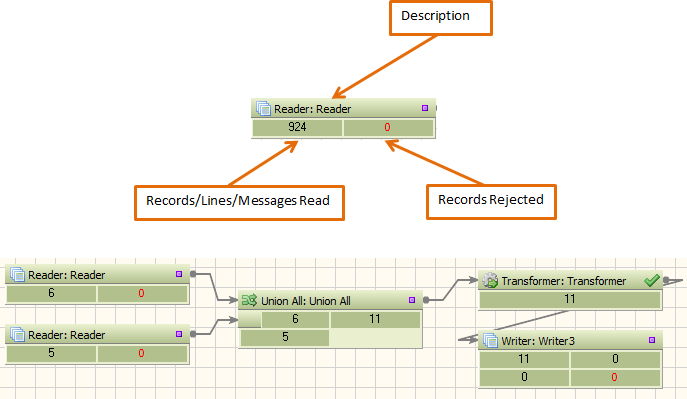 Description
Reader: Reader
924 0
Records/Lines/Messages Read
Records Rejected
Reader: Reader
6 0
Reader: Reader
5 0
Union All: Union All
6 11
5
Transformer: Transformer
11
Writer: Writer3
11 0
0 0